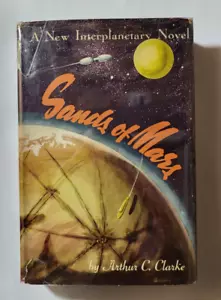 A New Interplanetary Novel
Sands of Mars
by Arthur C. Clarke